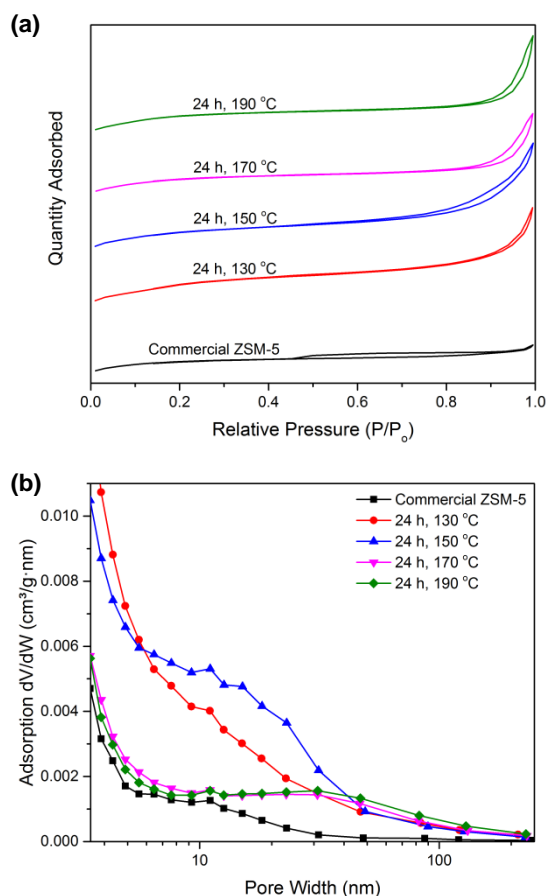 (a)
24 h, 190 °C
24 h, 170 °C
24 h, 150 °C
24 h, 130 °C
Commercial ZSM-5
Quantity Adsorbed
0.0 0.2 0.4 0.6 0.8 1.0
Relative Pressure (P/Po)
(b)
Commercial ZSM-5
24 h, 130 °C
24 h, 150 °C
24 h, 170 °C
24 h, 190 °C
0.010
0.008
0.006
0.004
0.002
0.000
Adsorption dV/dW (cm³/g·nm)
10 100
Pore Width (nm)